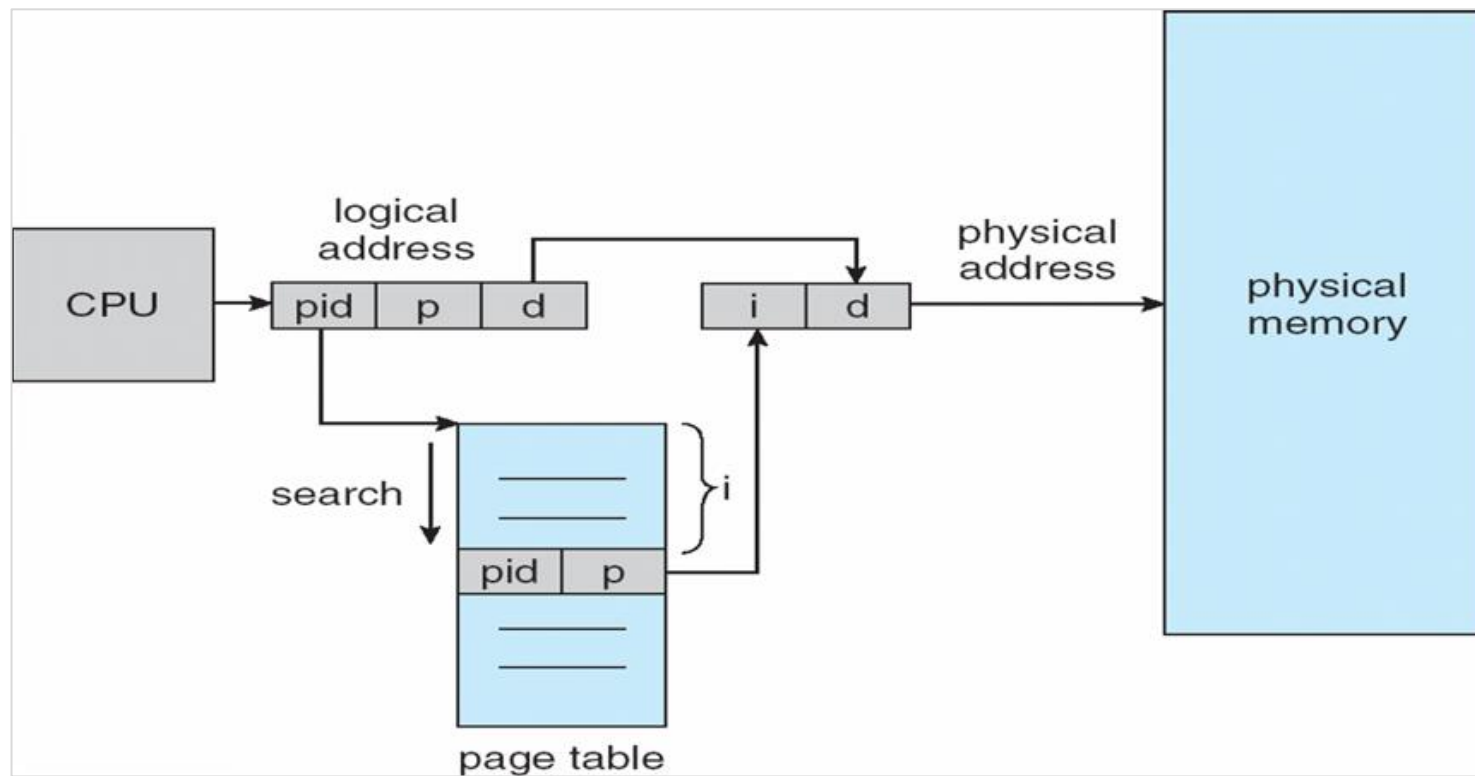 logical
address
physical
address
CPU
pid p d
i d
physical
memory
search
i
pid p
page table